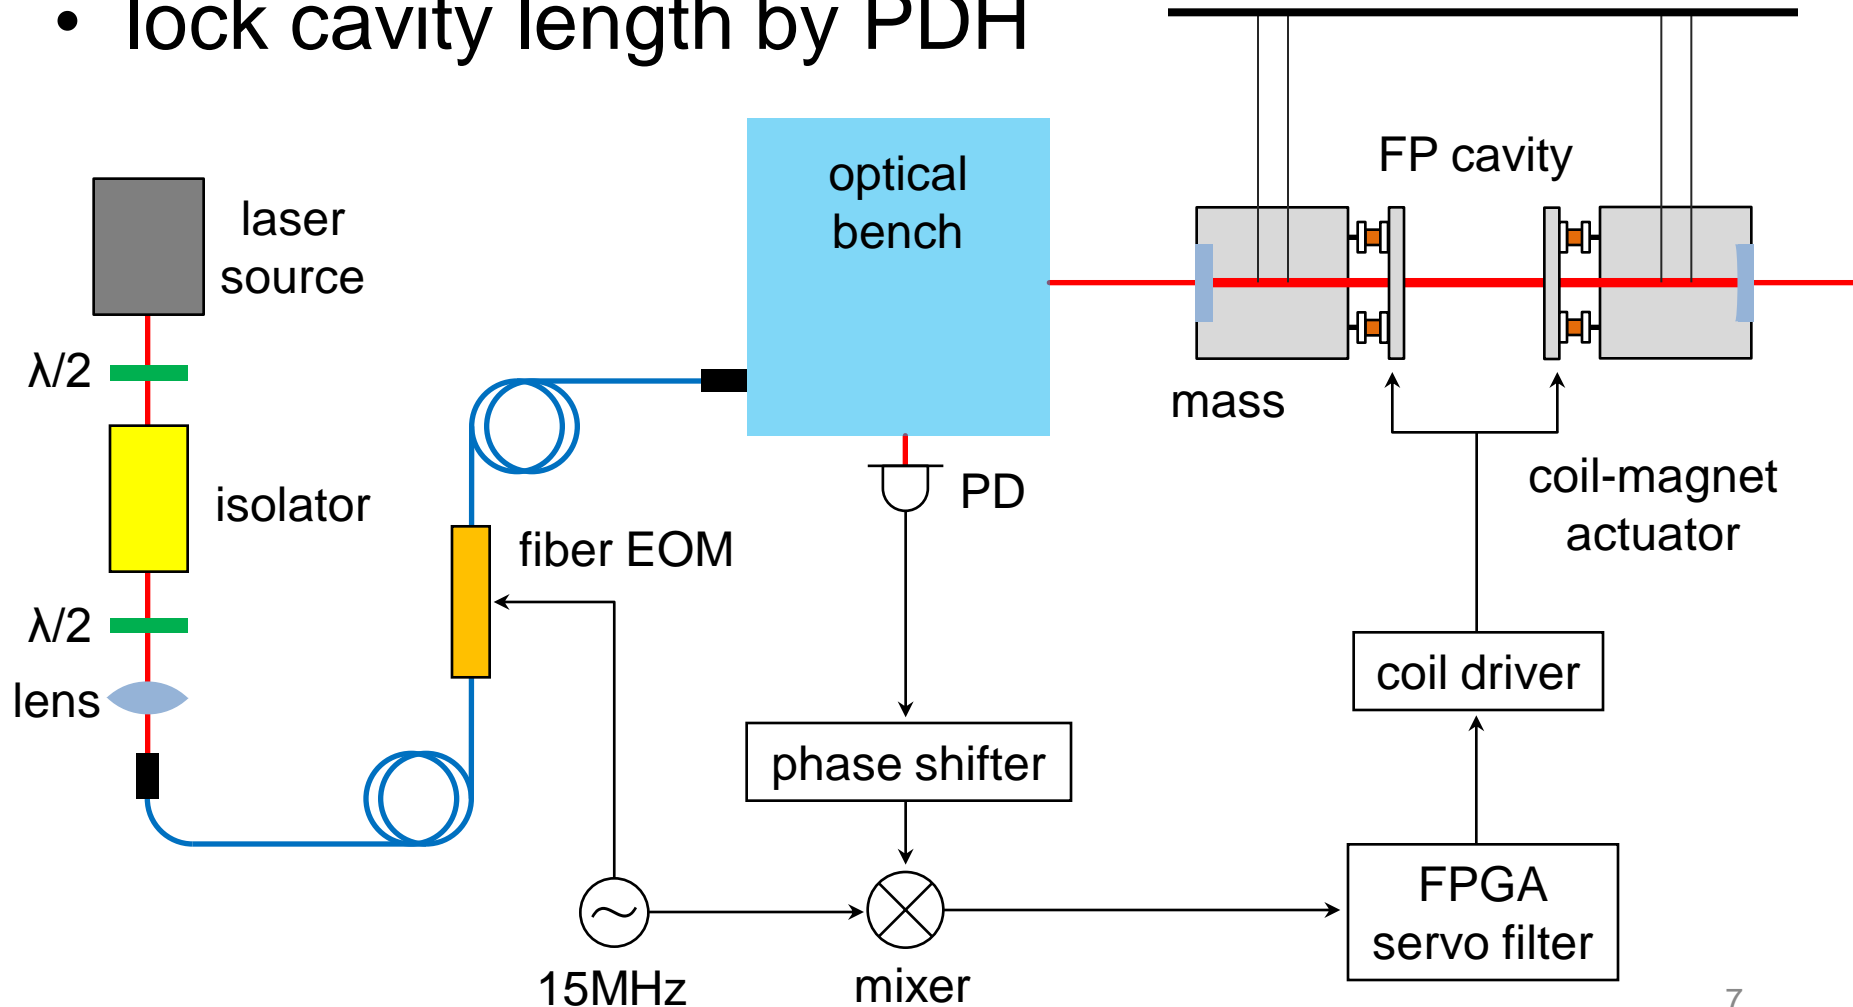 • lock cavity length by PDH
optical
bench
FP cavity
laser
source
λ/2
mass
isolator
PD
coil-magnet
actuator
fiber EOM
λ/2
lens
coil driver
phase shifter
FPGA
servo filter
15MHz
mixer
7